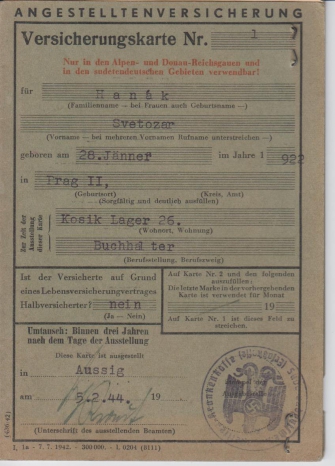 ANGESTELLTENVERSICHERUNG
Versicherungskarte Nr. 1
Nur in den Alpen- und Donau-Reichsgauen und
in den sudetendeutschen Gebieten verwendbar!
für Hanák
(Familienname — bei Frauen auch Geburtsname —)
Svetozár
(Vorname — bei mehreren Vornamen Rufname unterstreichen —)
geboren am 28.Jänner im Jahre 1 922
in Prag II,
(Geburtsort) (Kreis, Amt)
(Sorgfältig und deutlich ausfüllen)
Zur Zeit der
Ausstellung
dieser Karte
Kosik Lager 26.
(Wohnort, Wohnung)
Buchhalter
(Berufsstellung, Berufszweig)
Ist der Versicherte auf Grund
eines Lebensversicherungsvertrages
Halbversicherter? nein
(Ja — Nein)
Auf Karte Nr. 2 und den folgenden
auszufüllen:
Die letzte Marke in der vorhergehenden
Karte ist verwendet für Monat
19
Auf Karte Nr. 1 ist dieses Feld zu
streichen.
Umtausch: Binnen drei Jahren
nach dem Tage der Ausstellung
Diese Karte ist ausgestellt
in Aussig
am 5.2.44. 19
(Unterschrift des ausstellenden Beamten)
I, 1a - 7. 7. 1942. - 200000. - I. 0204 (8111)